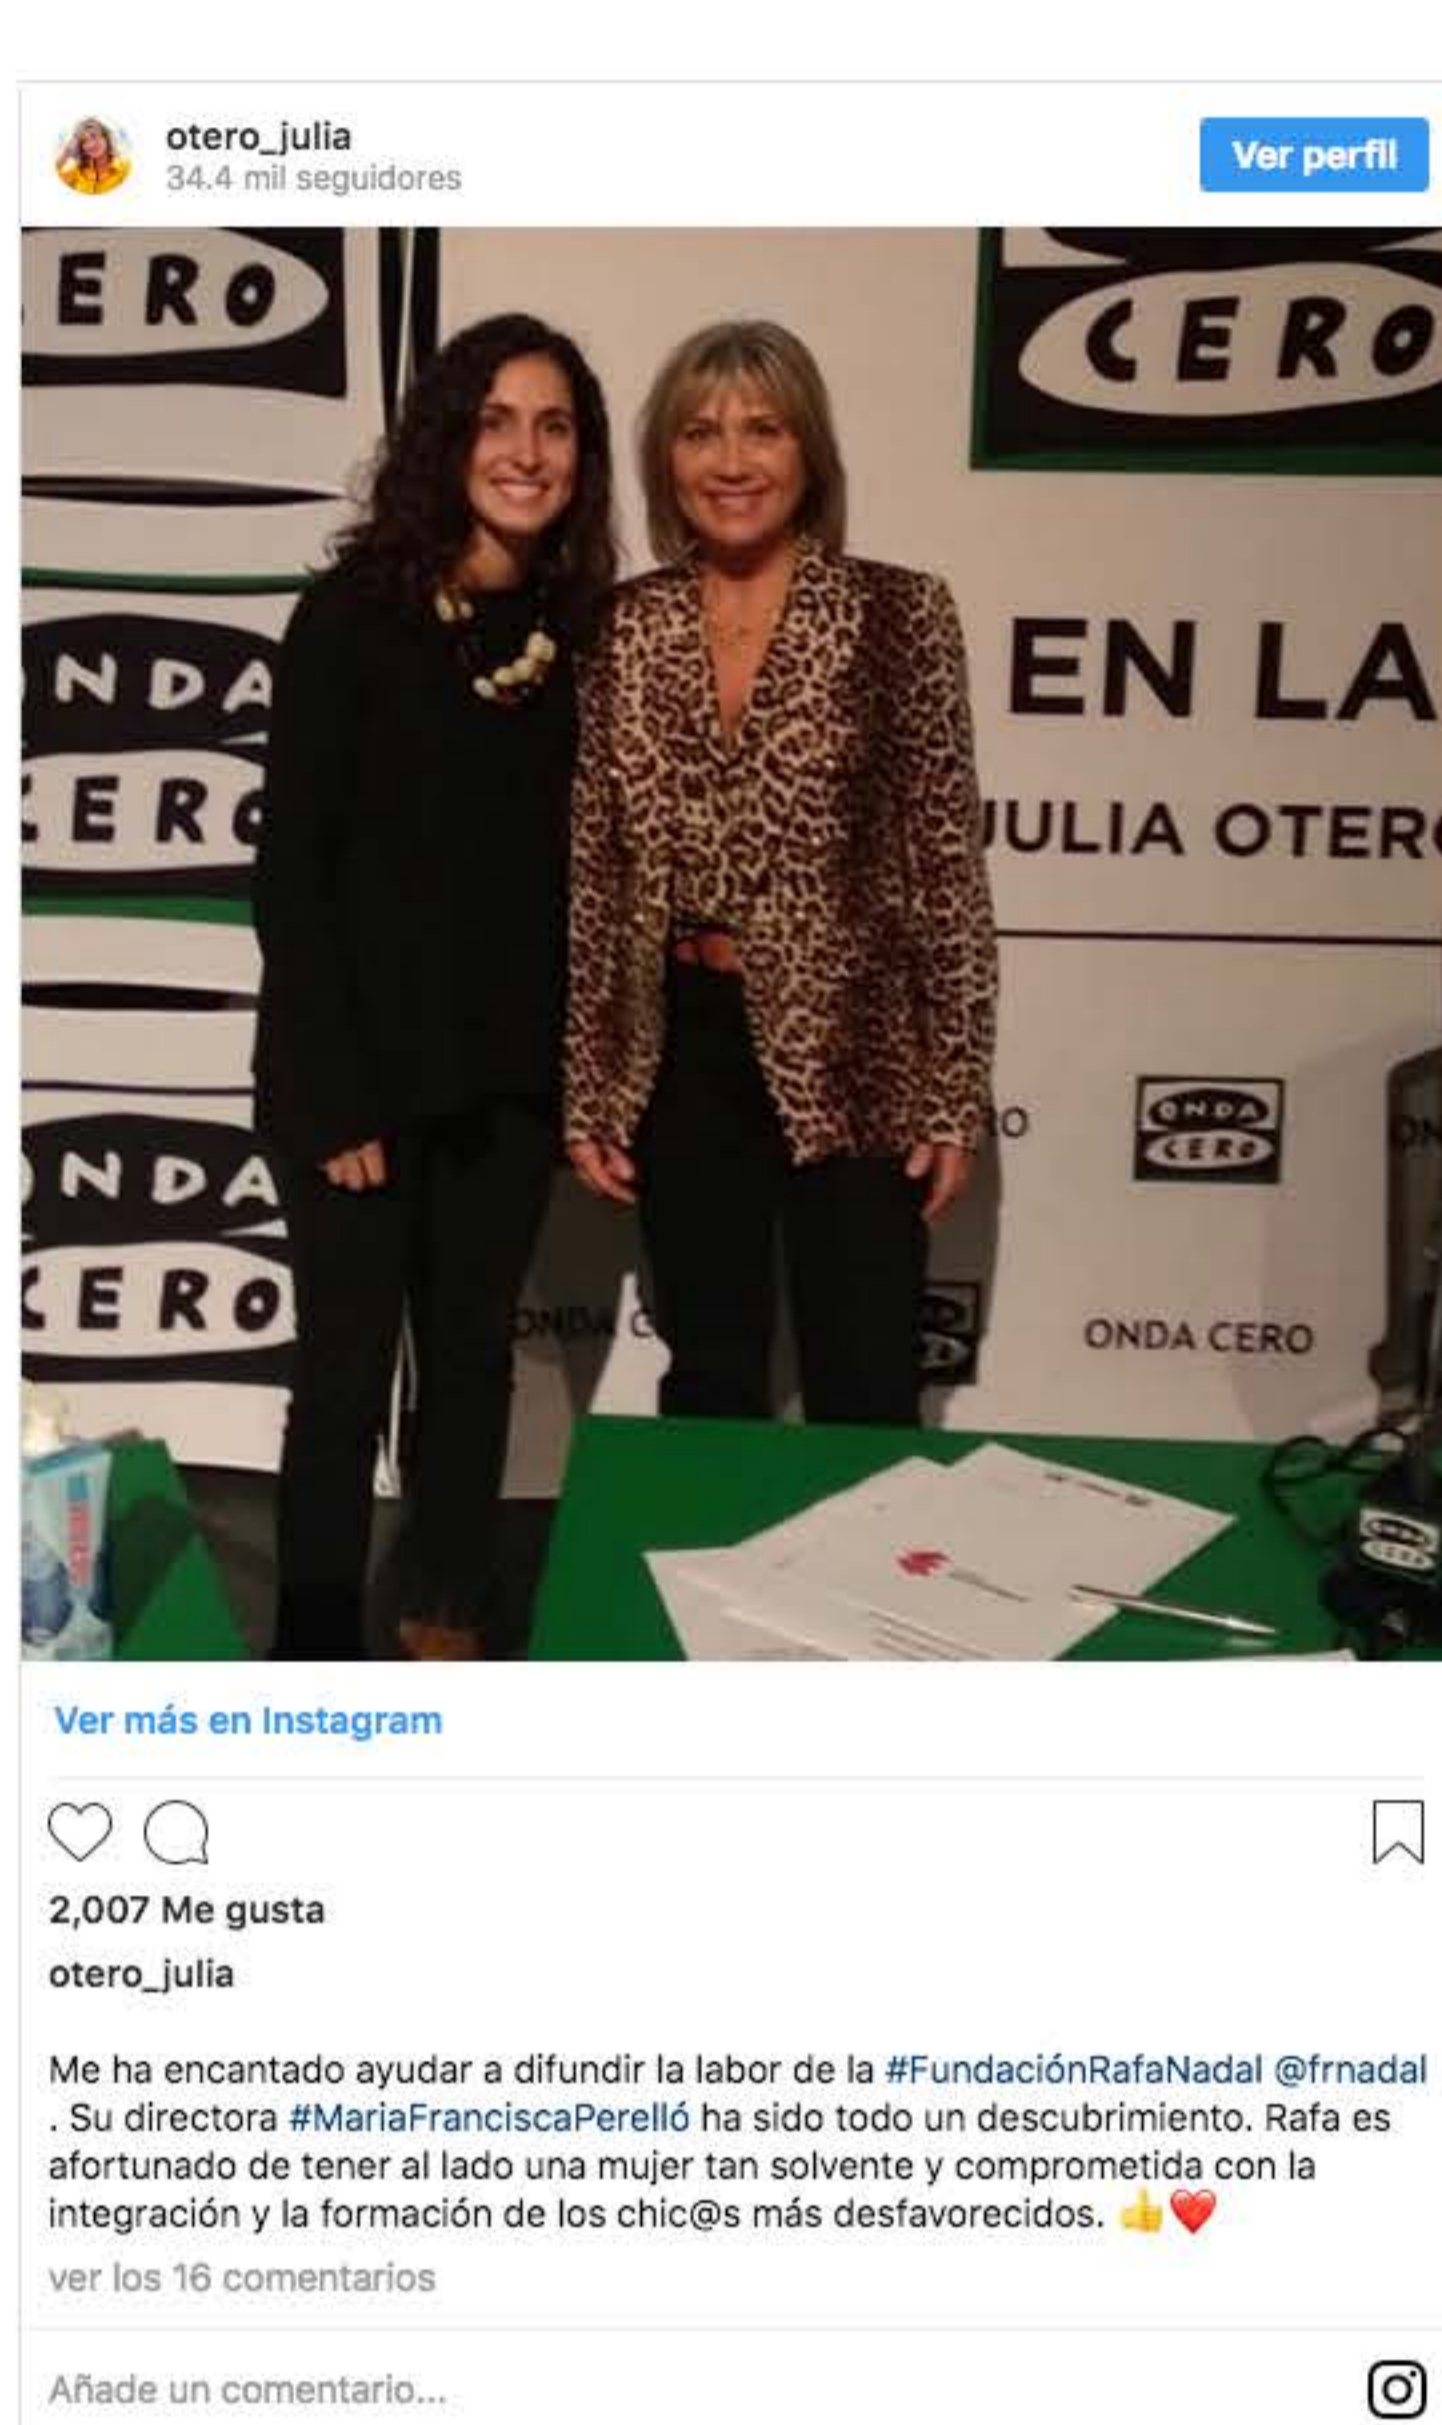 otero_julia
34.4 mil seguidores
Ver perfil
ERO
CERO
NDA
ERO
EN LA
JULIA OTERO
NDA
CERO
ONDA
CERO
ONDA CERO
ONDA
CERO
Ver más en Instagram
2,007 Me gusta
otero_julia
Me ha encantado ayudar a difundir la labor de la #FundaciónRafaNadal @frnadal
. Su directora #MariaFranciscaPerelló ha sido todo un descubrimiento. Rafa es
afortunado de tener al lado una mujer tan solvente y comprometida con la
integración y la formación de los chic@s más desfavorecidos. 👍❤️
ver los 16 comentarios
Añade un comentario...